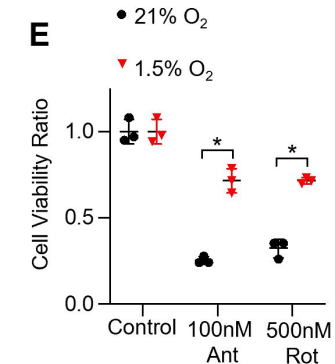 E
21% O₂
1.5% O₂
Cell Viability Ratio
1.0
0.5
0.0
*
*
Control
100nM
Ant
500nM
Rot